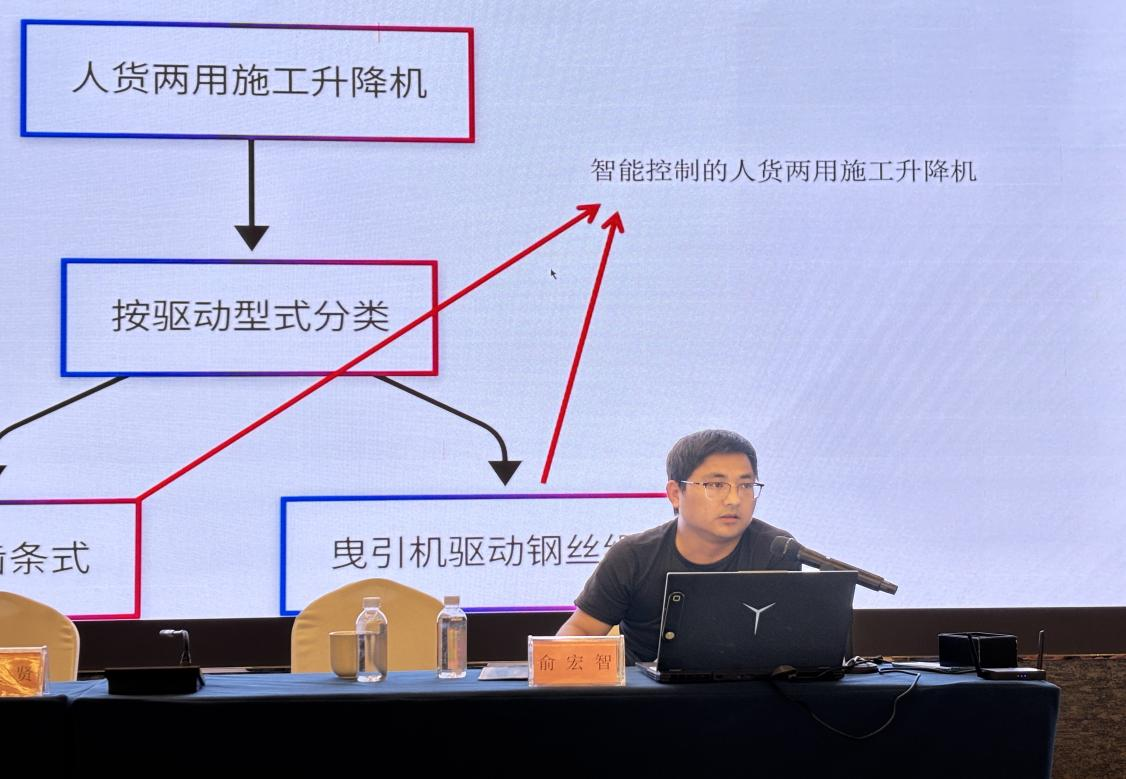 人货两用施工升降机
智能控制的人货两用施工升降机
按驱动型式分类
条式
曳引机驱动钢丝
贤
俞宏智